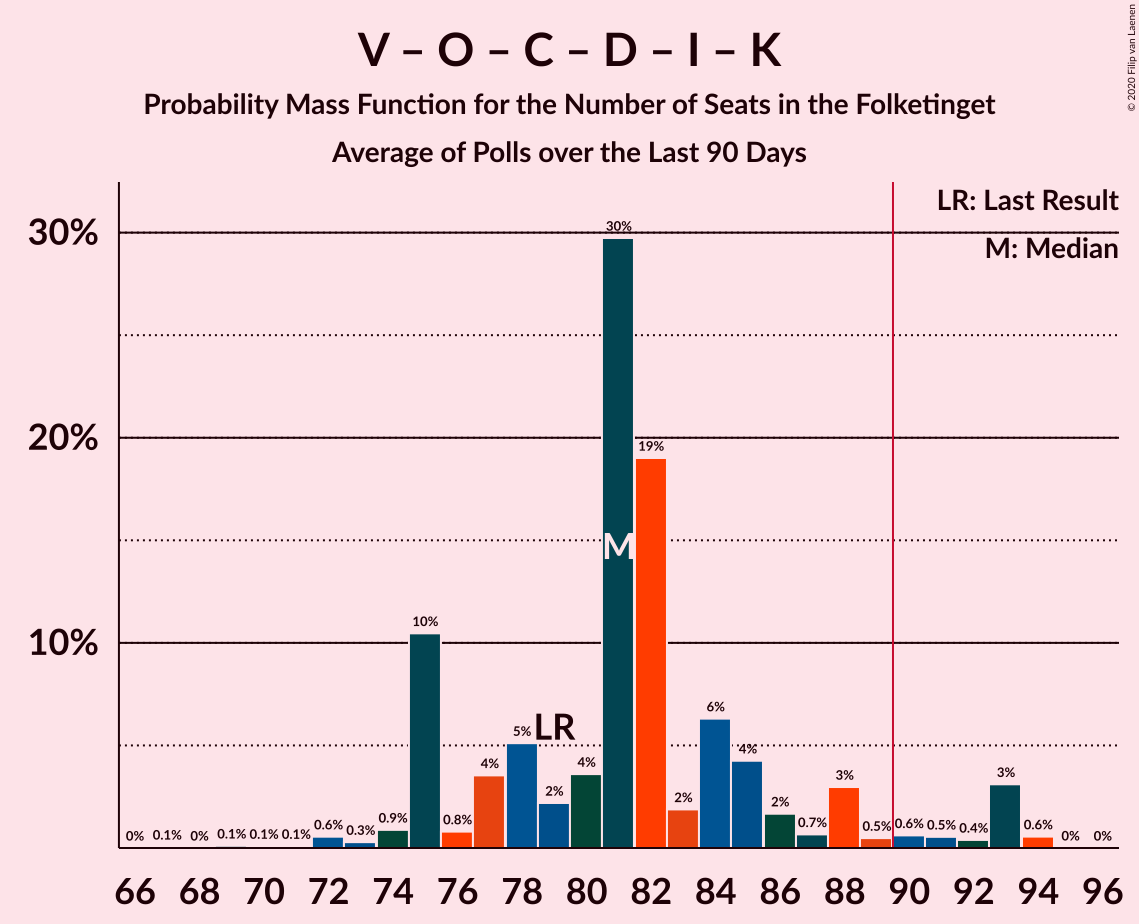 V – O – C – D – I – K
Probability Mass Function for the Number of Seats in the Folketinget
Average of Polls over the Last 90 Days
© 2020 Filip van Laenen
LR: Last Result
M: Median
30%
20%
10%
0% 0.1% 0% 0.1% 0.1% 0.1% 0.6% 0.3% 0.9% 10% 0.8% 4% 5% 2% 4% 30% 19% 2% 6% 4% 2% 0.7% 3% 0.5% 0.6% 0.5% 0.4% 3% 0.6% 0% 0%
LR
M
66 68 70 72 74 76 78 80 82 84 86 88 90 92 94 96